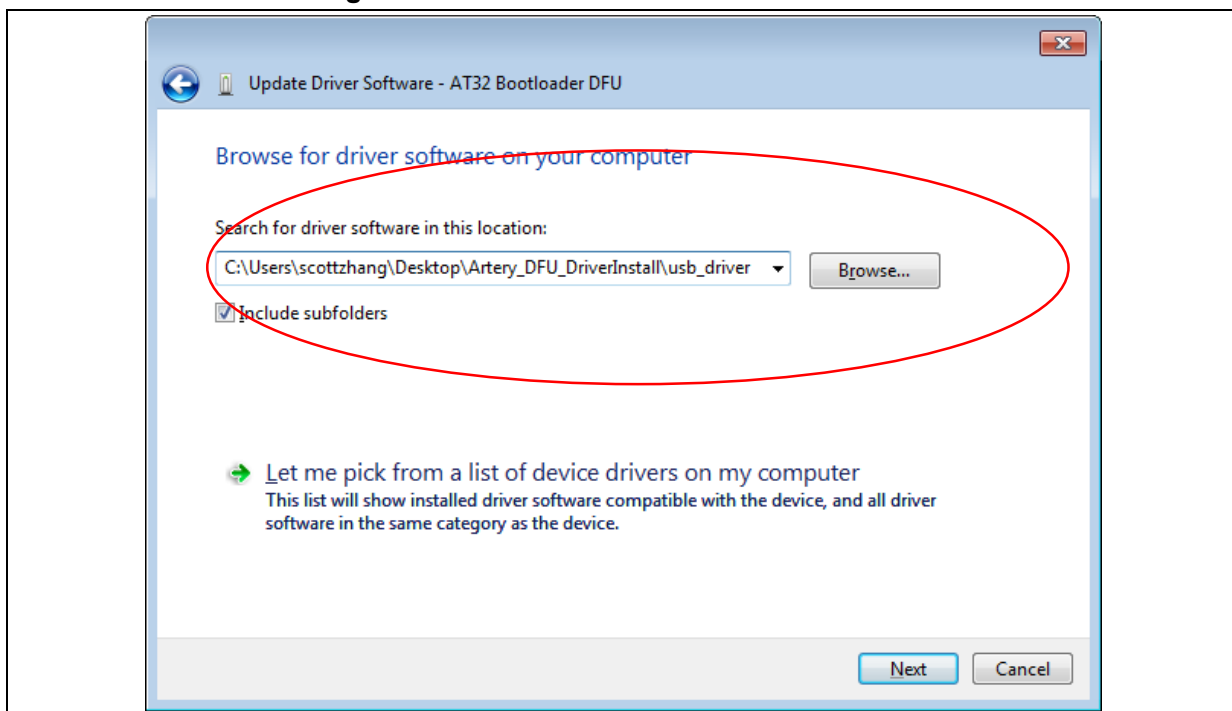 Update Driver Software - AT32 Bootloader DFU
Browse for driver software on your computer
Search for driver software in this location:
C:\Users\scottzhang\Desktop\Artery_DFU_DriverInstall\usb_driver
Browse...
Include subfolders
Let me pick from a list of device drivers on my computer
This list will show installed driver software compatible with the device, and all driver
software in the same category as the device.
Next
Cancel